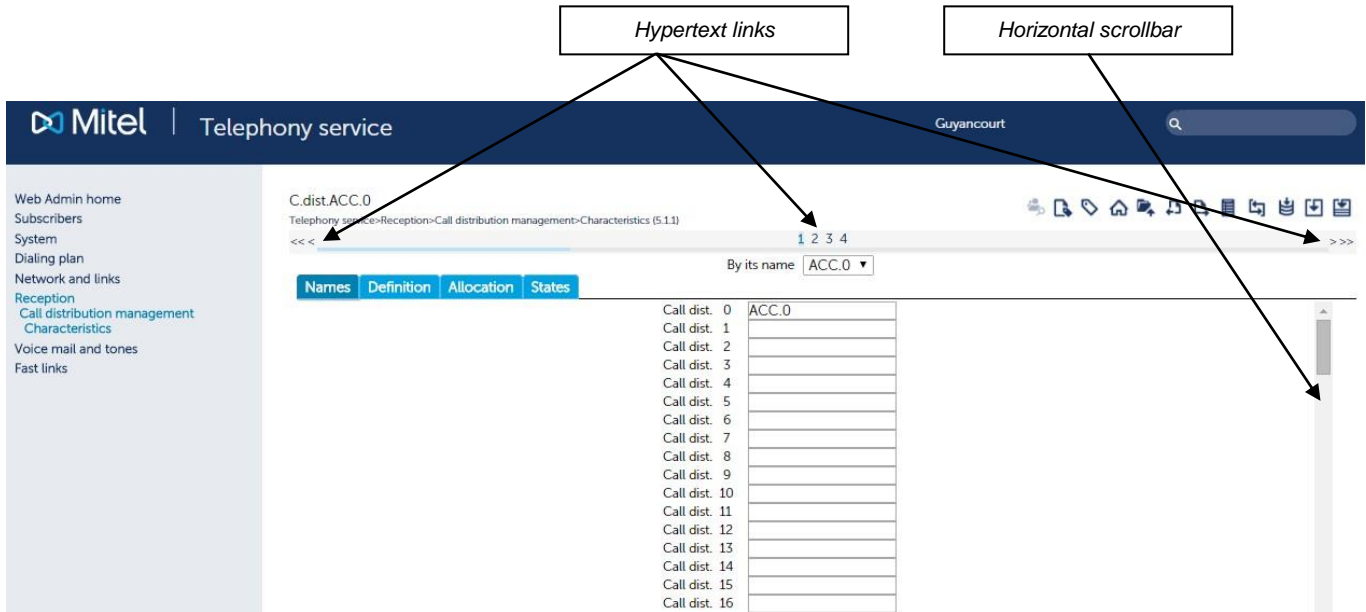 Hypertext links
Horizontal scrollbar
Mitel | Telephony service
Guyancourt
Web Admin home
Subscribers
System
Dialing plan
Network and links
Reception
Call distribution management
Characteristics
Voice mail and tones
Fast links
C.dist.ACC.0
Telephony service>Reception>Call distribution management>Characteristics (5.1.1)
<< < 1 2 3 4 > >>
By its name ACC.0
Names Definition Allocation States
Call dist. 0 ACC.0
Call dist. 1
Call dist. 2
Call dist. 3
Call dist. 4
Call dist. 5
Call dist. 6
Call dist. 7
Call dist. 8
Call dist. 9
Call dist. 10
Call dist. 11
Call dist. 12
Call dist. 13
Call dist. 14
Call dist. 15
Call dist. 16